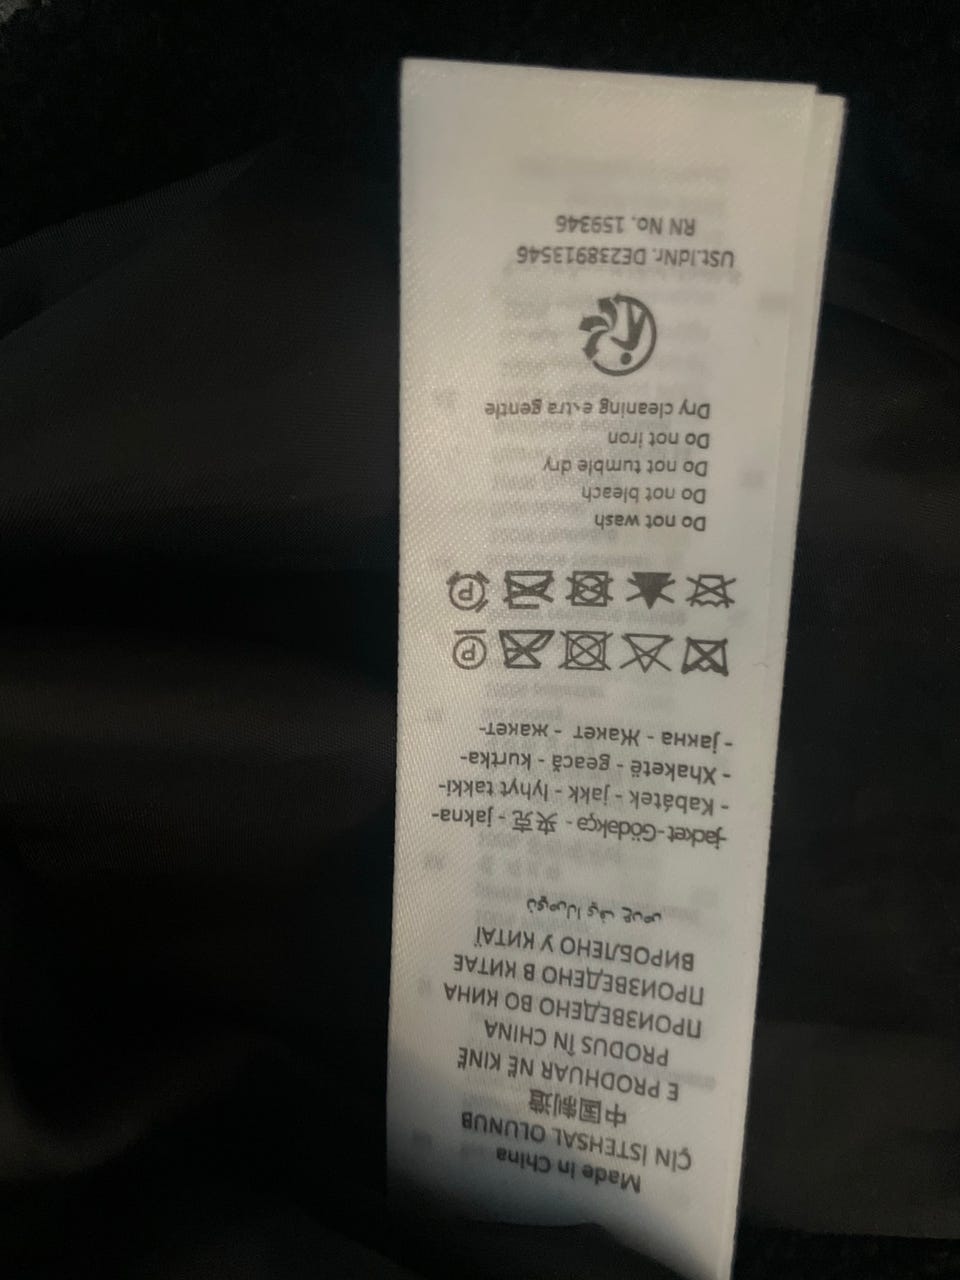 Made in China
ÇİN İSTEHSAL OLUNUB
中国制造
E PRODHUAR NË KINË
PRODUS ÎN CHINA
ПРОИЗВЕДЕНО ВО КИНА
ПРОИЗВЕДЕНО В КИТАЕ
ВИРОБЛЕНО У КИТАЇ
jacket-Gödəkçə - 夹克 - jakna-
- Kabátek - jakk - lyhyt takki-
- Xhaketë - geacă - kurtka-
- јакна - Жакет - жакет-
P
P
Do not wash
Do not bleach
Do not tumble dry
Do not iron
Dry cleaning extra gentle
USt.IdNr. DE238913546
RN No. 159346